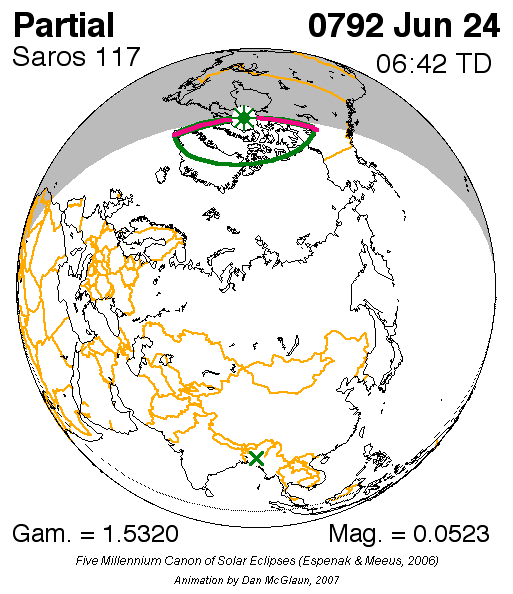 Partial
0792 Jun 24
Saros 117
06:42 TD
Gam. = 1.5320
Mag. = 0.0523
Five Millennium Canon of Solar Eclipses (Espenak & Meeus, 2006)
Animation by Dan McGlaun, 2007